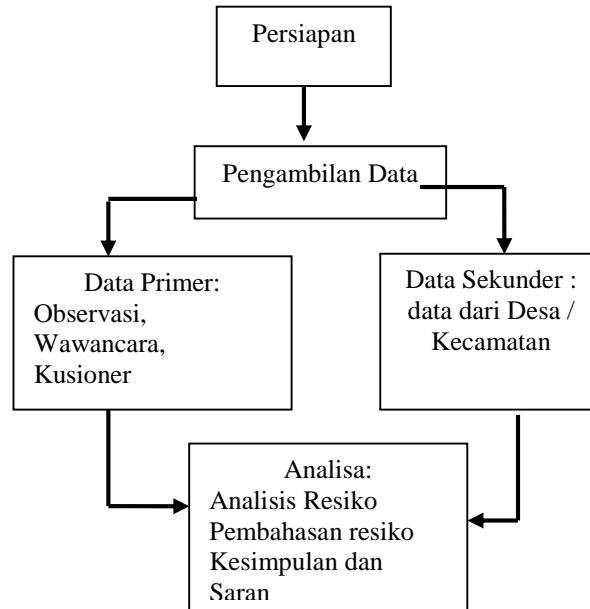 Persiapan
Pengambilan Data
Data Primer:
Observasi,
Wawancara,
Kusioner
Data Sekunder :
data dari Desa /
Kecamatan
Analisa:
Analisis Resiko
Pembahasan resiko
Kesimpulan dan
Saran